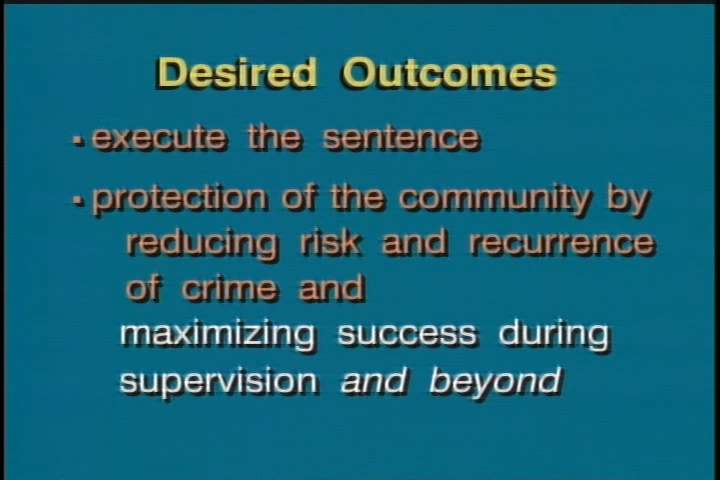 Desired Outcomes
▪ execute the sentence
▪ protection of the community by
reducing risk and recurrence
of crime and
maximizing success during
supervision and beyond